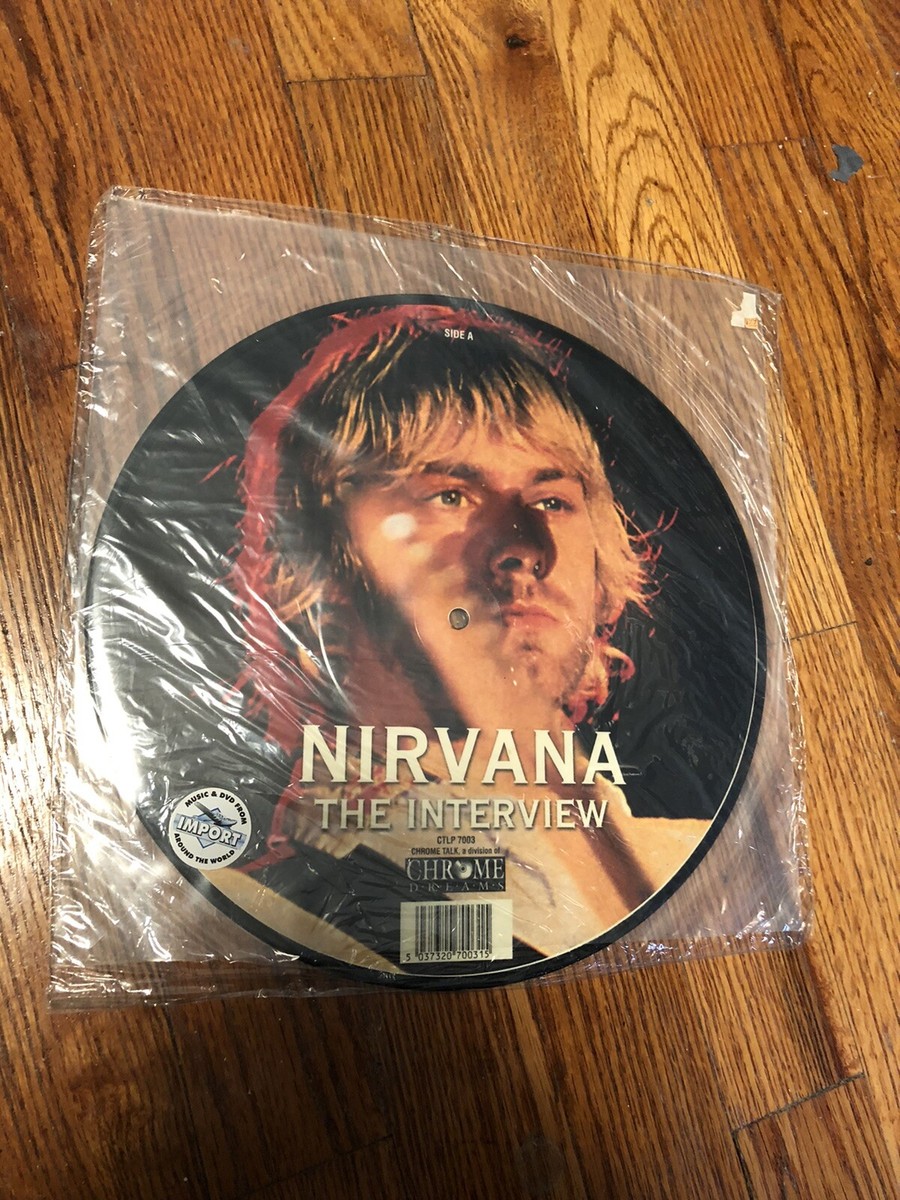 SIDE A
NIRVANA
THE INTERVIEW
CTLP 7003
CHROME TALK, a division of
CHROME
D·R·E·A·M·S
5 037320 700315
MUSIC & DVD FROM
IMPORT
AROUND THE WORLD